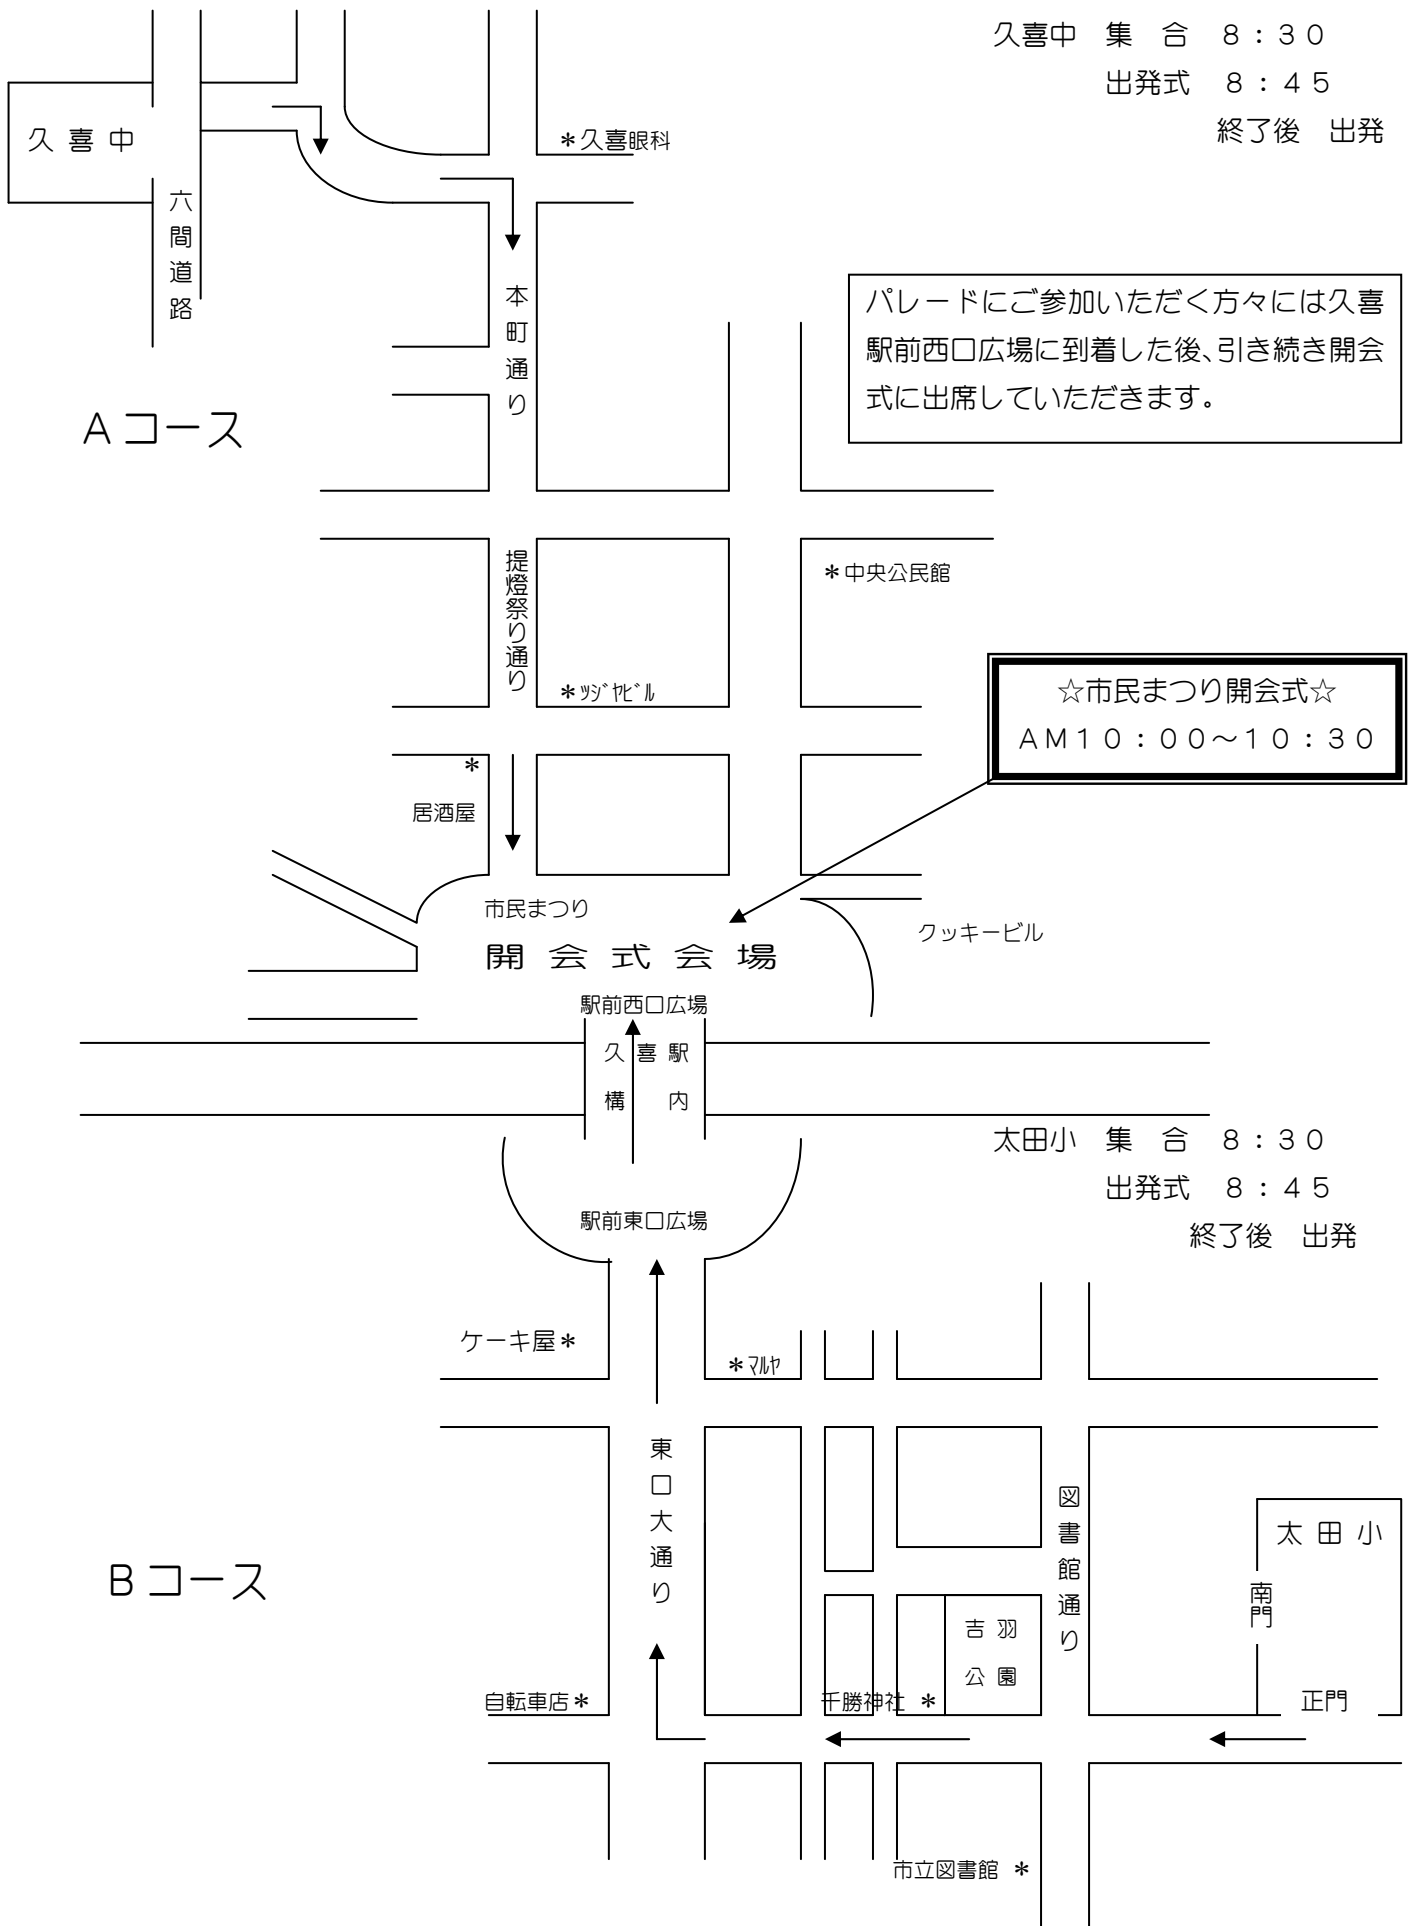 久喜中 集 合 8:30
出発式 8:45
終了後 出発
久 喜 中
*久喜眼科
六間道路
本町通り
パレードにご参加いただく方々には久喜
駅前西口広場に到着した後、引き続き開会
式に出席していただきます。
Aコース
提燈祭り通り
*中央公民館
*ﾂｼﾞﾔﾋﾞﾙ
☆市民まつり開会式☆
AM10:00~10:30
*
居酒屋
市民まつり
開会式会場
クッキービル
駅前西口広場
久喜駅
構内
太田小 集 合 8:30
出発式 8:45
終了後 出発
駅前東口広場
ケーキ屋*
*ﾏﾙﾔ
東口大通り
図書館通り
太田小
Bコース
南門
吉羽
公園
自転車店*
千勝神社 *
正門
市立図書館 *